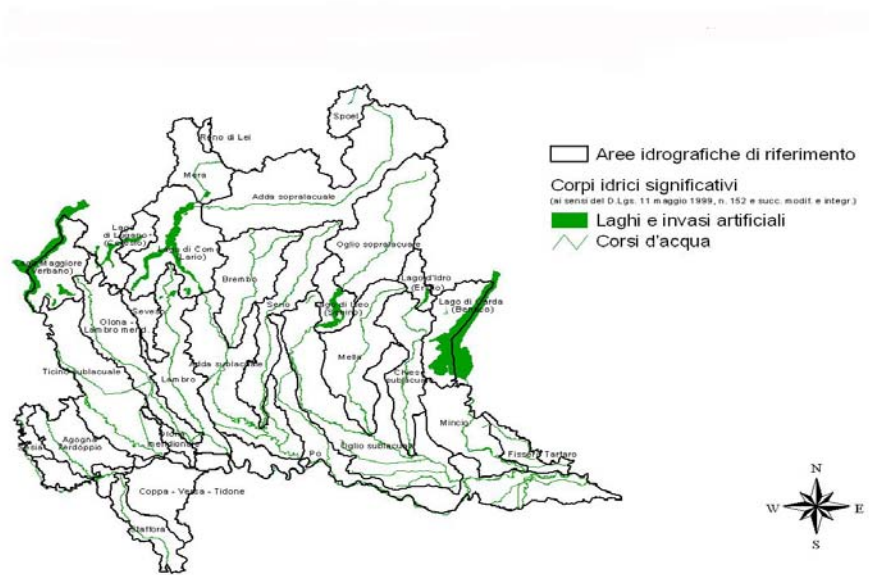 Spoel
Reno di Lei
Mera
Adda sopralacuale
Lago
di Lugano
(Ceresio)
Lago Maggiore
(Verbano)
Lago di Como
(Lario)
Oglio sopralacuale
Brembo
Serio
Lago di Iseo
(Sebino)
Lago d'Idro
(Eridio)
Lago di Garda
(Benaco)
Olona -
Lambro merid.
Seveso
Adda sublacuale
Mella
Chiese
sublacuale
Ticino sublacuale
Lambro
Mincio
Sesia
Agogna
Terdoppio
Olona
meridionale
Po
Oglio sublacuale
Fissero Tartaro
Coppa - Versa - Tidone
Staffora
Aree idrografiche di riferimento
Corpi idrici significativi
(ai sensi del D.Lgs. 11 maggio 1999, n. 152 e succ. modif. e integr.)
Laghi e invasi artificiali
Corsi d'acqua
N
W E
S